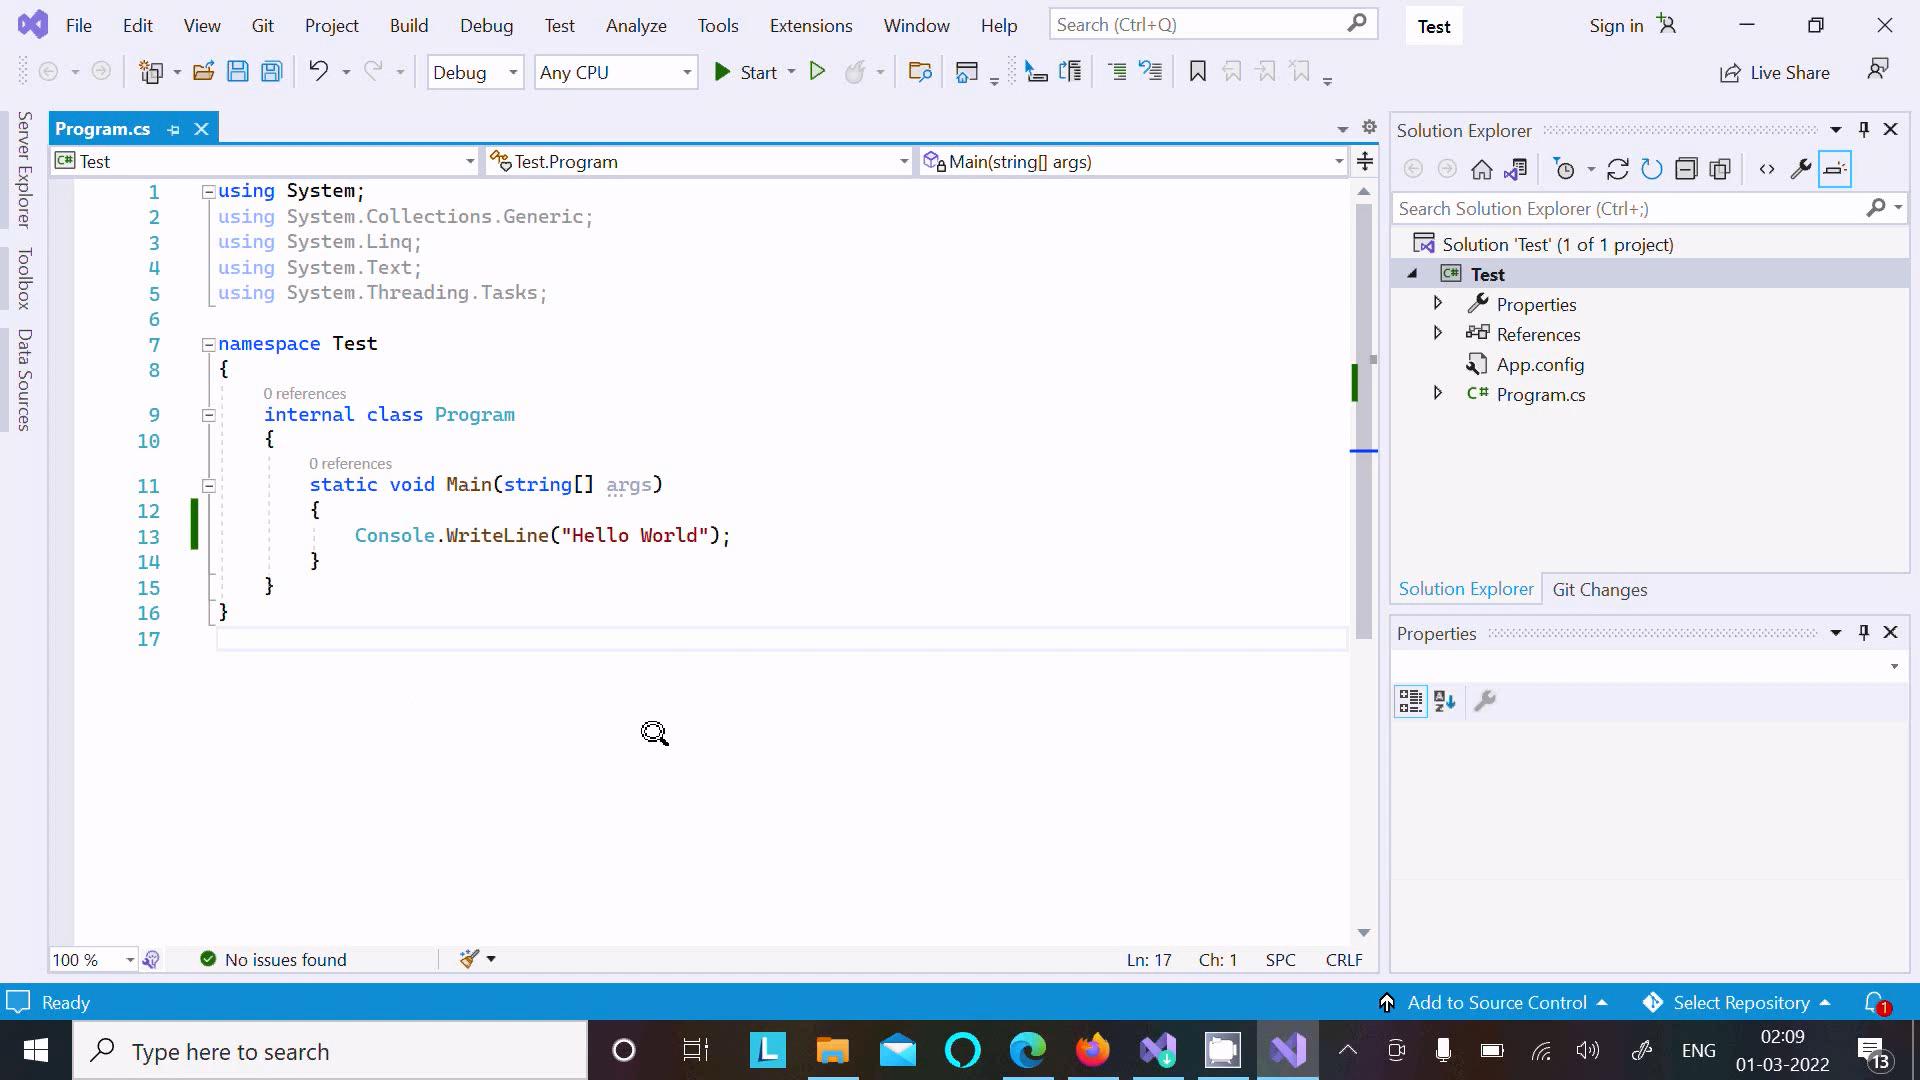 File Edit View Git Project Build Debug Test Analyze Tools Extensions Window Help Search (Ctrl+Q) Test Sign in
Debug Any CPU Start Live Share
Server Explorer
Toolbox
Data Sources
Program.cs
Test Test.Program Main(string[] args)
1 using System;
2 using System.Collections.Generic;
3 using System.Linq;
4 using System.Text;
5 using System.Threading.Tasks;
6
7 namespace Test
8 {
0 references
9 internal class Program
10 {
0 references
11 static void Main(string[] args)
12 {
13 Console.WriteLine("Hello World");
14 }
15 }
16 }
17
100 % No issues found Ln: 17 Ch: 1 SPC CRLF
Solution Explorer
Search Solution Explorer (Ctrl+;)
Solution 'Test' (1 of 1 project)
C# Test
Properties
References
App.config
C# Program.cs
Solution Explorer Git Changes
Properties
Ready Add to Source Control Select Repository 1
Type here to search L ENG 02:09
01-03-2022 13